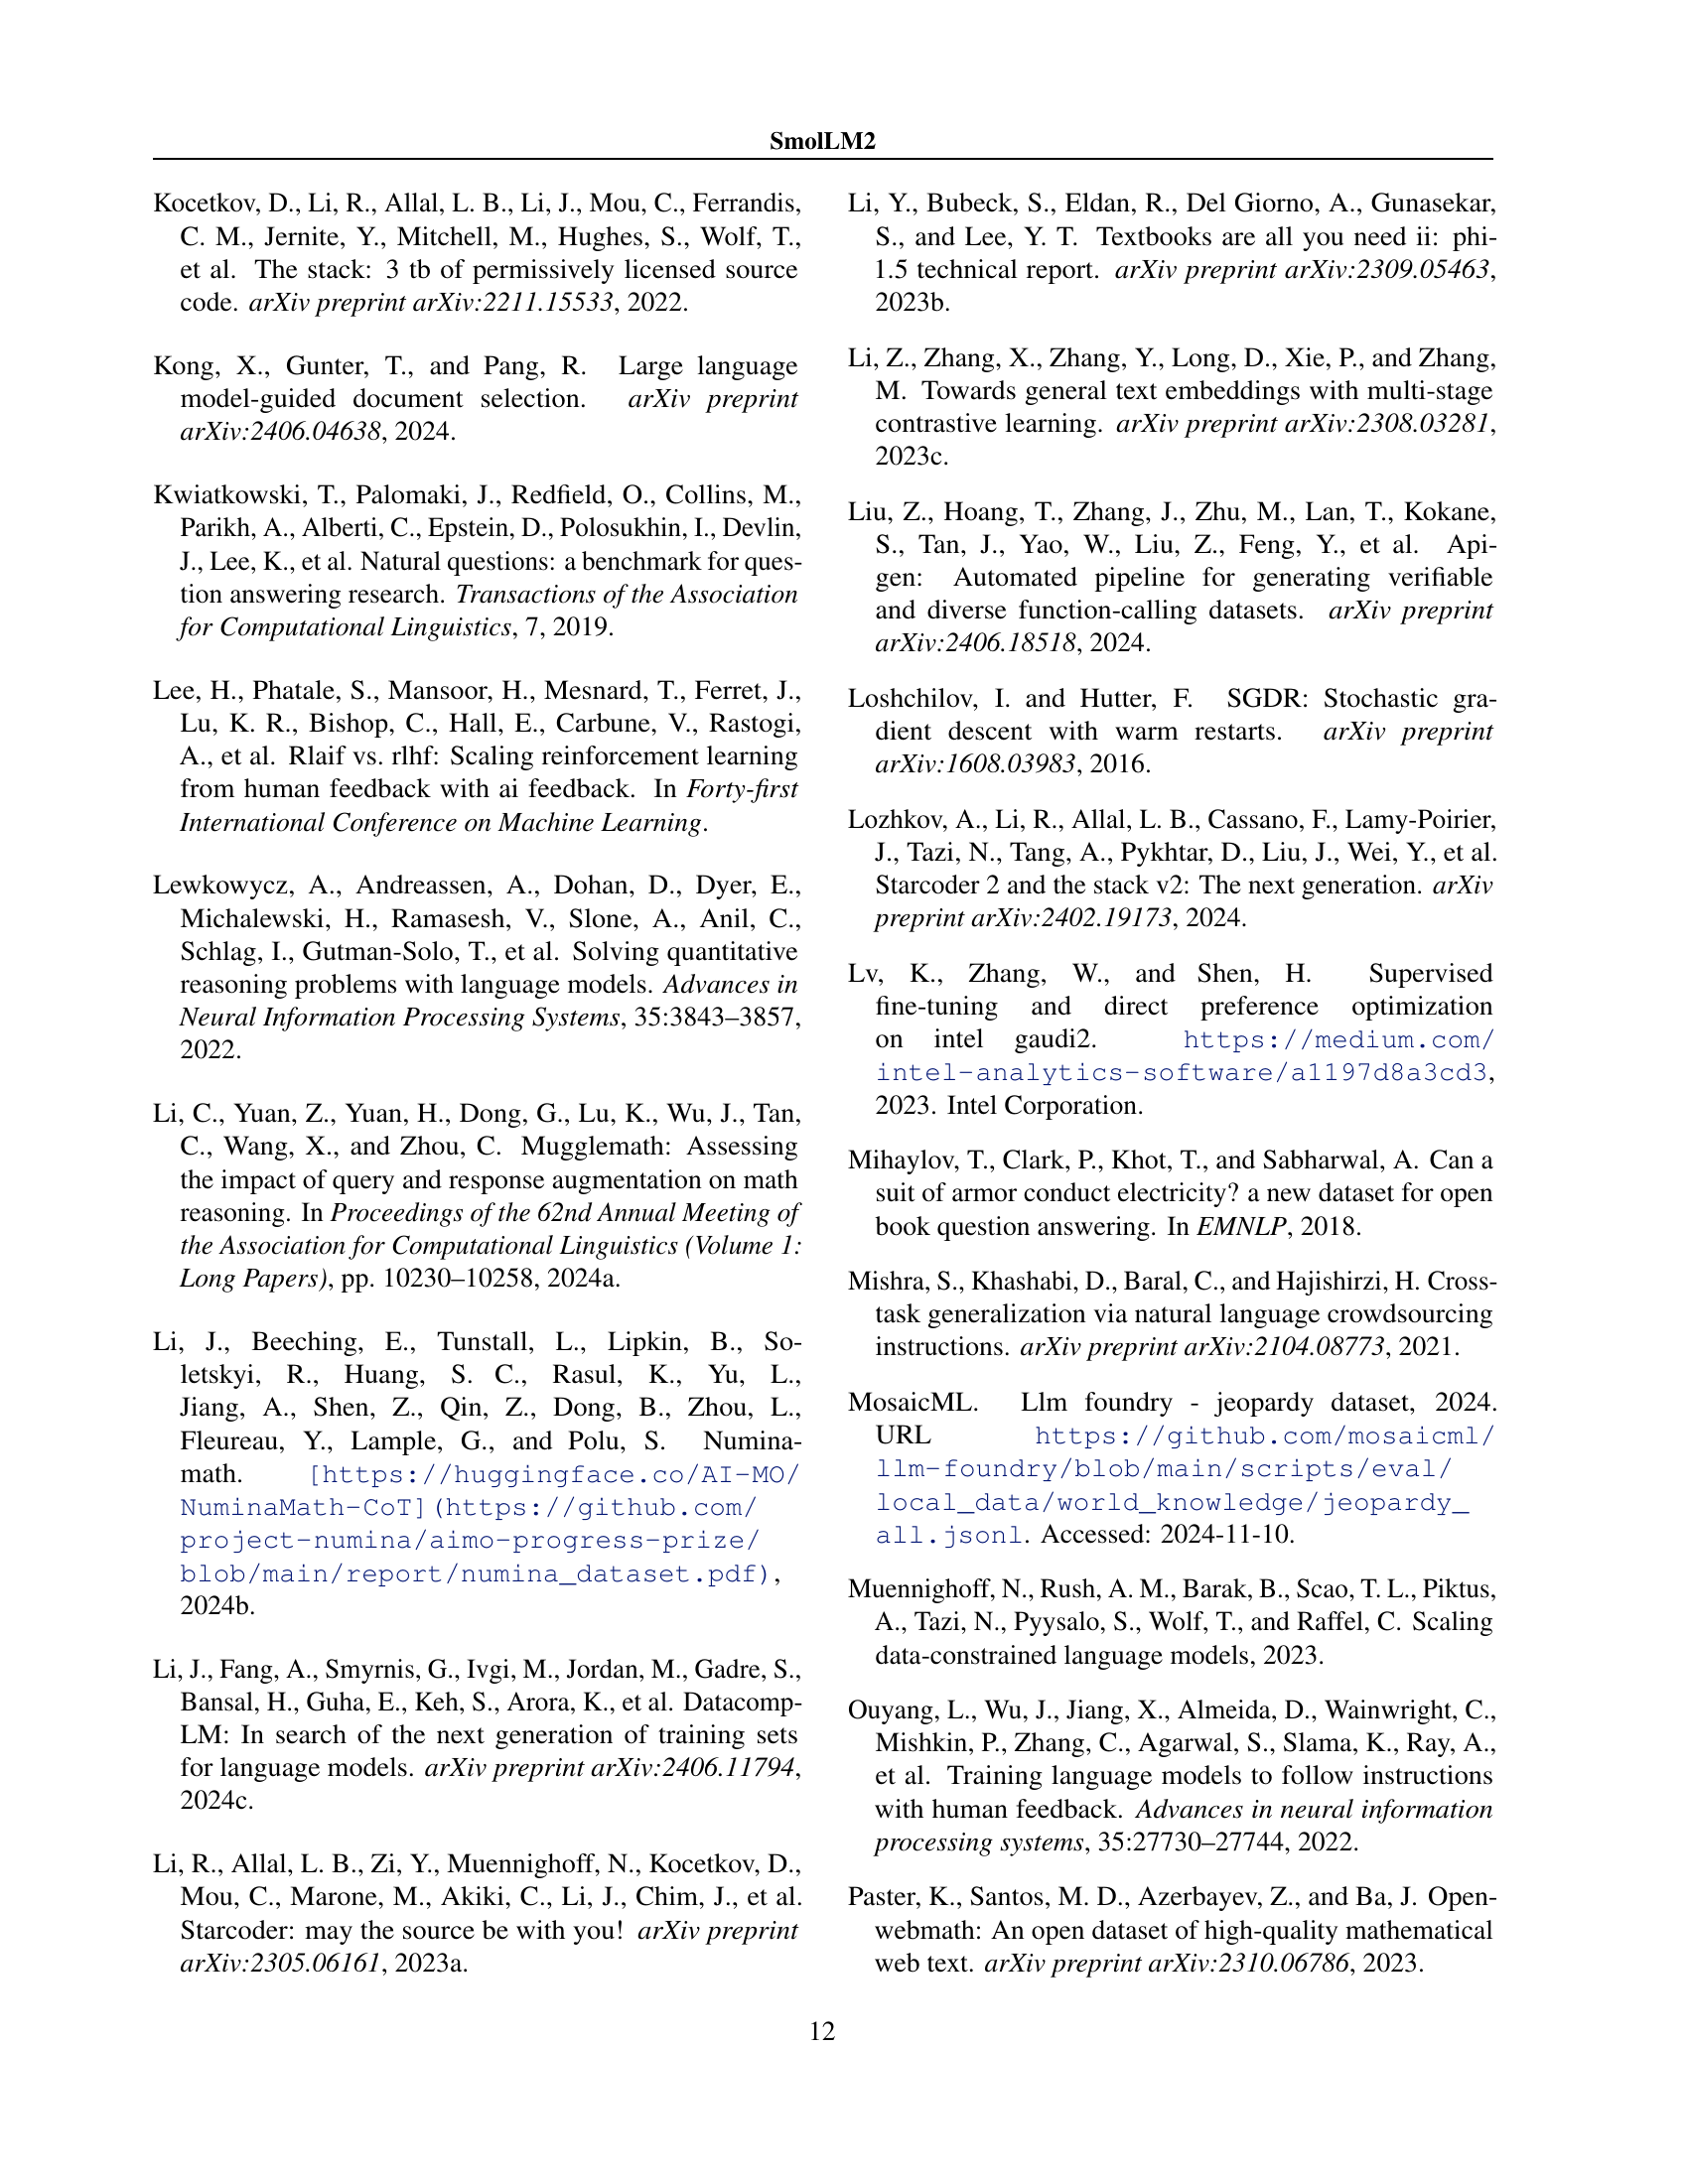 SmolLM2
Kocetkov, D., Li, R., Allal, L. B., Li, J., Mou, C., Ferrandis,
C. M., Jernite, Y., Mitchell, M., Hughes, S., Wolf, T.,
et al. The stack: 3 tb of permissively licensed source
code. arXiv preprint arXiv:2211.15533, 2022.
Kong, X., Gunter, T., and Pang, R. Large language
model-guided document selection. arXiv preprint
arXiv:2406.04638, 2024.
Kwiatkowski, T., Palomaki, J., Redfield, O., Collins, M.,
Parikh, A., Alberti, C., Epstein, D., Polosukhin, I., Devlin,
J., Lee, K., et al. Natural questions: a benchmark for ques-
tion answering research. Transactions of the Association
for Computational Linguistics, 7, 2019.
Lee, H., Phatale, S., Mansoor, H., Mesnard, T., Ferret, J.,
Lu, K. R., Bishop, C., Hall, E., Carbune, V., Rastogi,
A., et al. Rlaif vs. rlhf: Scaling reinforcement learning
from human feedback with ai feedback. In Forty-first
International Conference on Machine Learning.
Lewkowycz, A., Andreassen, A., Dohan, D., Dyer, E.,
Michalewski, H., Ramasesh, V., Slone, A., Anil, C.,
Schlag, I., Gutman-Solo, T., et al. Solving quantitative
reasoning problems with language models. Advances in
Neural Information Processing Systems, 35:3843–3857,
2022.
Li, C., Yuan, Z., Yuan, H., Dong, G., Lu, K., Wu, J., Tan,
C., Wang, X., and Zhou, C. Mugglemath: Assessing
the impact of query and response augmentation on math
reasoning. In Proceedings of the 62nd Annual Meeting of
the Association for Computational Linguistics (Volume 1:
Long Papers), pp. 10230–10258, 2024a.
Li, J., Beeching, E., Tunstall, L., Lipkin, B., So-
letskyi, R., Huang, S. C., Rasul, K., Yu, L.,
Jiang, A., Shen, Z., Qin, Z., Dong, B., Zhou, L.,
Fleureau, Y., Lample, G., and Polu, S. Numina-
math. [https://huggingface.co/AI-MO/
NuminaMath-CoT](https://github.com/
project-numina/aimo-progress-prize/
blob/main/report/numina_dataset.pdf),
2024b.
Li, J., Fang, A., Smyrnis, G., Ivgi, M., Jordan, M., Gadre, S.,
Bansal, H., Guha, E., Keh, S., Arora, K., et al. Datacomp-
LM: In search of the next generation of training sets
for language models. arXiv preprint arXiv:2406.11794,
2024c.
Li, R., Allal, L. B., Zi, Y., Muennighoff, N., Kocetkov, D.,
Mou, C., Marone, M., Akiki, C., Li, J., Chim, J., et al.
Starcoder: may the source be with you! arXiv preprint
arXiv:2305.06161, 2023a.
Li, Y., Bubeck, S., Eldan, R., Del Giorno, A., Gunasekar,
S., and Lee, Y. T. Textbooks are all you need ii: phi-
1.5 technical report. arXiv preprint arXiv:2309.05463,
2023b.
Li, Z., Zhang, X., Zhang, Y., Long, D., Xie, P., and Zhang,
M. Towards general text embeddings with multi-stage
contrastive learning. arXiv preprint arXiv:2308.03281,
2023c.
Liu, Z., Hoang, T., Zhang, J., Zhu, M., Lan, T., Kokane,
S., Tan, J., Yao, W., Liu, Z., Feng, Y., et al. Api-
gen: Automated pipeline for generating verifiable
and diverse function-calling datasets. arXiv preprint
arXiv:2406.18518, 2024.
Loshchilov, I. and Hutter, F. SGDR: Stochastic gra-
dient descent with warm restarts. arXiv preprint
arXiv:1608.03983, 2016.
Lozhkov, A., Li, R., Allal, L. B., Cassano, F., Lamy-Poirier,
J., Tazi, N., Tang, A., Pykhtar, D., Liu, J., Wei, Y., et al.
Starcoder 2 and the stack v2: The next generation. arXiv
preprint arXiv:2402.19173, 2024.
Lv, K., Zhang, W., and Shen, H. Supervised
fine-tuning and direct preference optimization
on intel gaudi2. https://medium.com/
intel-analytics-software/a1197d8a3cd3,
2023. Intel Corporation.
Mihaylov, T., Clark, P., Khot, T., and Sabharwal, A. Can a
suit of armor conduct electricity? a new dataset for open
book question answering. In EMNLP, 2018.
Mishra, S., Khashabi, D., Baral, C., and Hajishirzi, H. Cross-
task generalization via natural language crowdsourcing
instructions. arXiv preprint arXiv:2104.08773, 2021.
MosaicML. Llm foundry - jeopardy dataset, 2024.
URL https://github.com/mosaicml/
llm-foundry/blob/main/scripts/eval/
local_data/world_knowledge/jeopardy_
all.jsonl. Accessed: 2024-11-10.
Muennighoff, N., Rush, A. M., Barak, B., Scao, T. L., Piktus,
A., Tazi, N., Pyysalo, S., Wolf, T., and Raffel, C. Scaling
data-constrained language models, 2023.
Ouyang, L., Wu, J., Jiang, X., Almeida, D., Wainwright, C.,
Mishkin, P., Zhang, C., Agarwal, S., Slama, K., Ray, A.,
et al. Training language models to follow instructions
with human feedback. Advances in neural information
processing systems, 35:27730–27744, 2022.
Paster, K., Santos, M. D., Azerbayev, Z., and Ba, J. Open-
webmath: An open dataset of high-quality mathematical
web text. arXiv preprint arXiv:2310.06786, 2023.
12